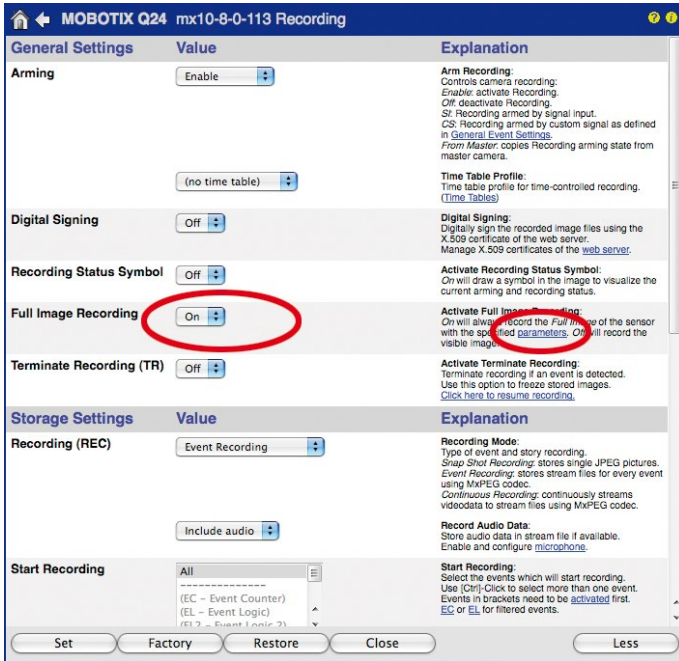 MOBOTIX Q24 mx10-8-0-113 Recording
General Settings Value Explanation
Arming
Enable
Arm Recording:
Controls camera recording:
Enable: activate Recording.
Off: deactivate Recording.
SI: Recording armed by signal input.
CS: Recording armed by custom signal as defined
in General Event Settings.
From Master: copies Recording arming state from
master camera.
(no time table)
Time Table Profile:
Time table profile for time-controlled recording.
(Time Tables)
Digital Signing
Off
Digital Signing:
Digitally sign the recorded image files using the
X.509 certificate of the web server.
Manage X.509 certificates of the web server.
Recording Status Symbol
Off
Activate Recording Status Symbol:
On will draw a symbol in the image to visualize the
current arming and recording status.
Full Image Recording
On
Activate Full Image Recording:
On will always record the Full Image of the sensor
with the specified parameters. Off will record the
visible image.
Terminate Recording (TR)
Off
Activate Terminate Recording:
Terminate recording if an event is detected.
Use this option to freeze stored images.
Click here to resume recording.
Storage Settings Value Explanation
Recording (REC)
Event Recording
Recording Mode:
Type of event and story recording.
Snap Shot Recording: stores single JPEG pictures.
Event Recording: stores stream files for every event
using MxPEG codec.
Continuous Recording: continuously streams
videodata to stream files using MxPEG codec.
Include audio
Record Audio Data:
Store audio data in stream file if available.
Enable and configure microphone.
Start Recording
All
--------------
(EC - Event Counter)
(EL - Event Logic)
(EL2 - Event Logic 2)
Start Recording:
Select the events which will start recording.
Use [Ctrl]-Click to select more than one event.
Events in brackets need to be activated first.
EC or EL for filtered events.
Set Factory Restore Close Less